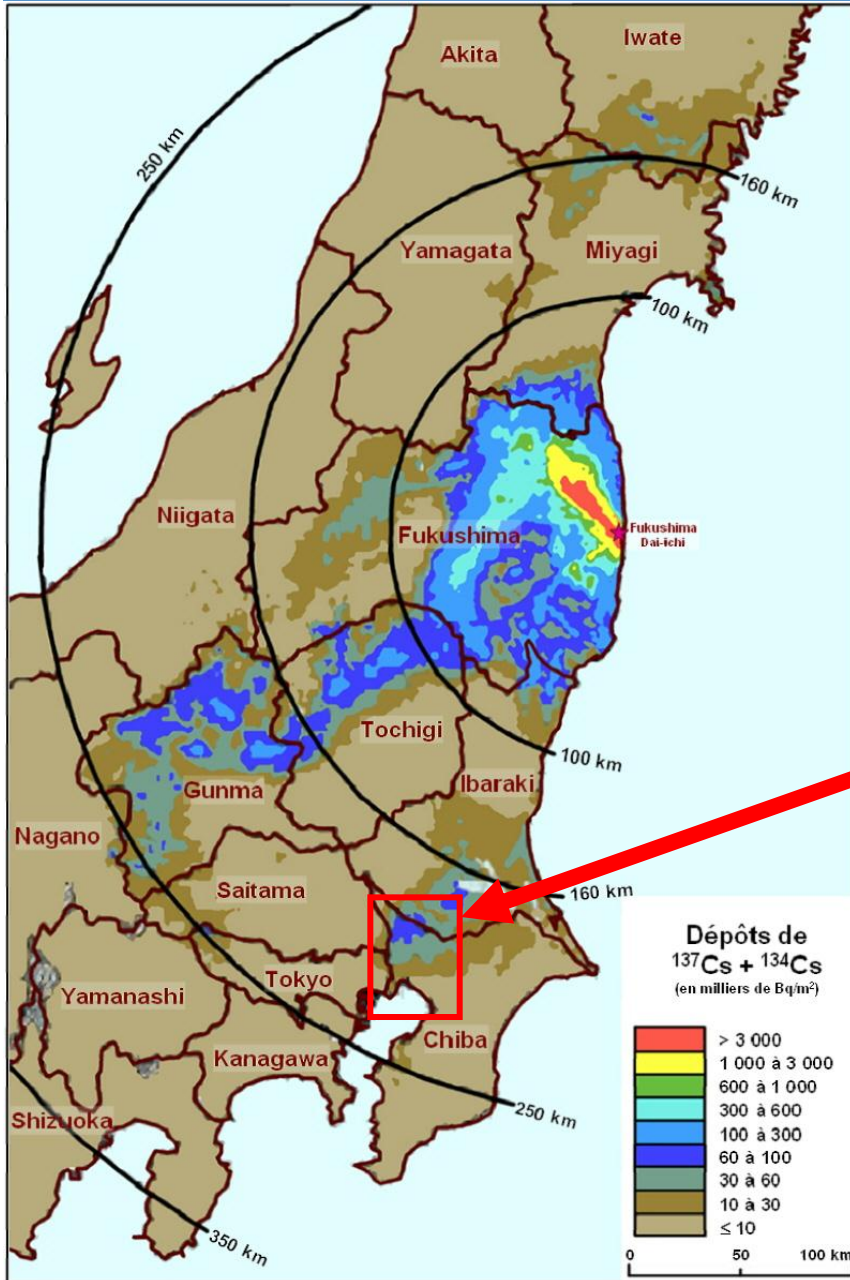 Iwate
Akita
250 km
160 km
Yamagata
Miyagi
100 km
Niigata
Fukushima
Fukushima
Dai-ichi
Tochigi
100 km
Ibaraki
Gunma
Nagano
Saitama
160 km
Tokyo
Yamanashi
Chiba
Kanagawa
250 km
Shizuoka
350 km
Dépôts de
¹³⁷Cs + ¹³⁴Cs
(en milliers de Bq/m²)
> 3 000
1 000 à 3 000
600 à 1 000
300 à 600
100 à 300
60 à 100
30 à 60
10 à 30
≤ 10
0 50 100 km